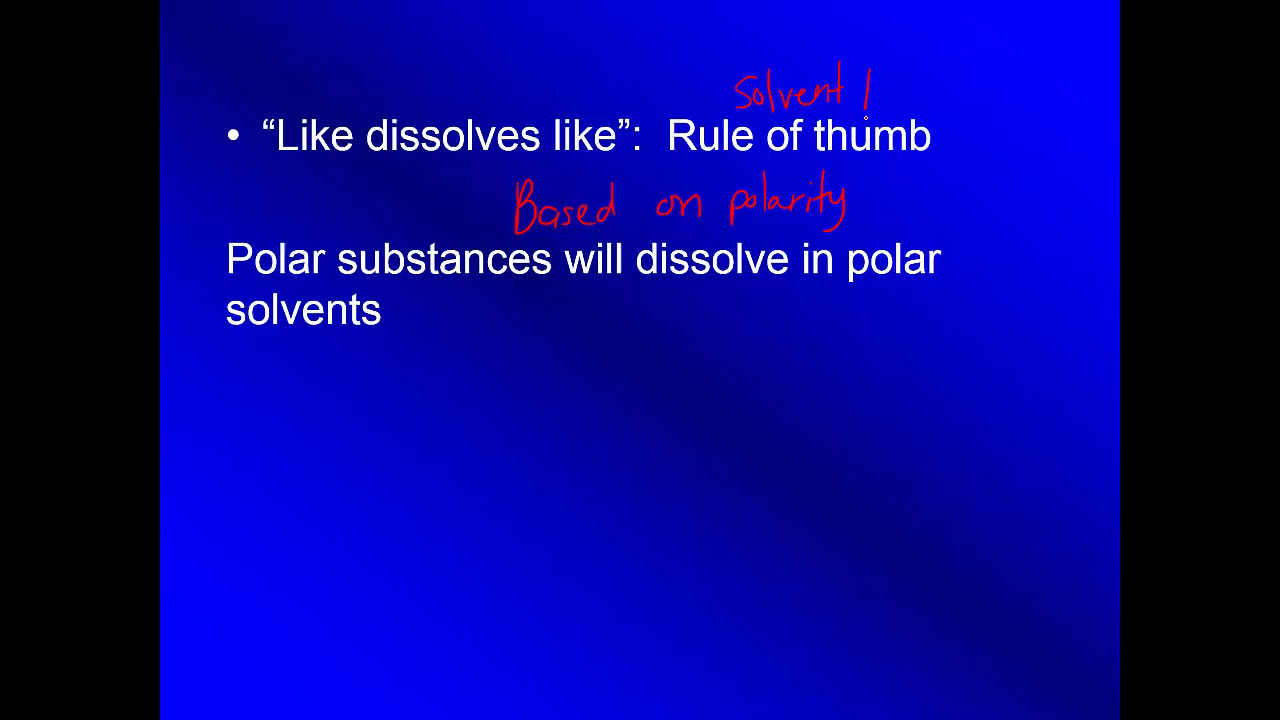 solvent /
• “Like dissolves like”: Rule of thumb
Based on polarity
Polar substances will dissolve in polar
solvents